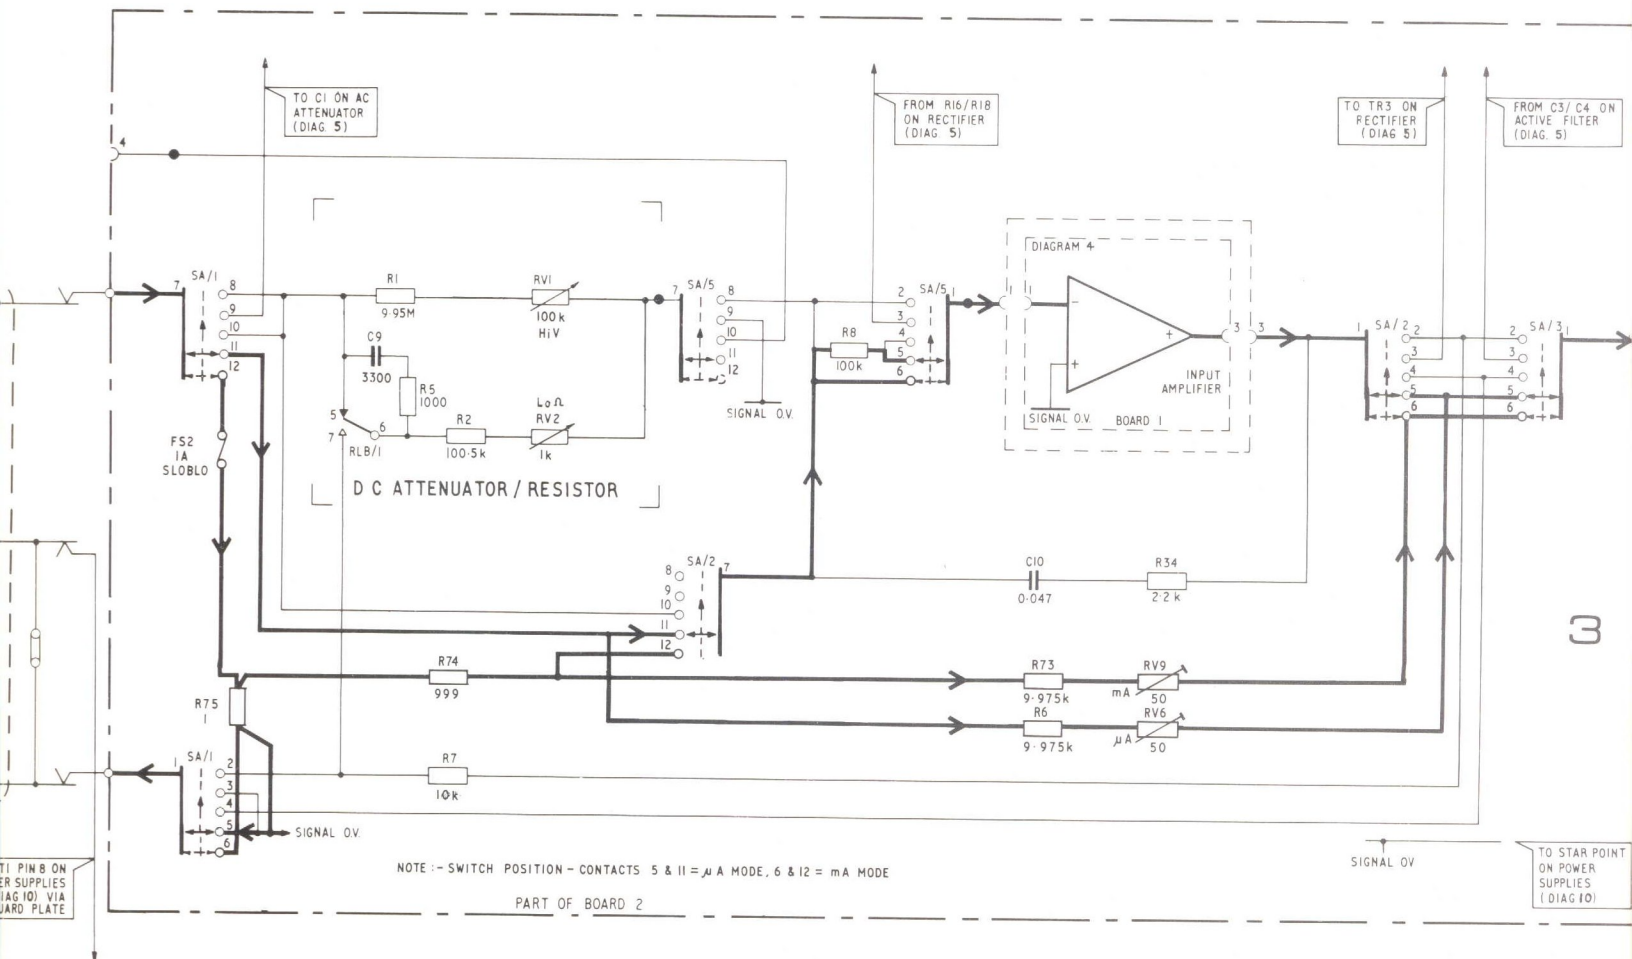 TO C1 ON AC
ATTENUATOR
(DIAG. 5)
FROM R16/R18
ON RECTIFIER
(DIAG. 5)
TO TR3 ON
RECTIFIER
(DIAG 5)
FROM C3/C4 ON
ACTIVE FILTER
(DIAG. 5)
4
DIAGRAM 4
7
SA/1
8
9
10
11
12
R1
9·95M
RV1
100k
HiV
C9
3300
R5
1000
LoΩ
R2
RV2
100·5k
1k
5
6
7
RLB/1
DC ATTENUATOR / RESISTOR
7
SA/5
8
9
10
11
12
SIGNAL O.V.
R8
100k
2
3
4
5
6
SA/5
1
1
1
-
+
+
INPUT
AMPLIFIER
SIGNAL O.V.
BOARD 1
3
3
1
SA/2
2
3
4
5
6
2
3
4
5
6
SA/3
1
FS2
1A
SLOBLO
8
9
10
11
12
SA/2
7
C10
0·047
R34
2·2k
3
R74
999
R73
9·975k
RV9
mA
50
R6
9·975k
RV6
μA
50
R75
1
1
SA/1
2
3
4
5
6
R7
10k
SIGNAL O.V.
SIGNAL OV
NOTE :- SWITCH POSITION - CONTACTS 5 & 11 = μA MODE, 6 & 12 = mA MODE
PART OF BOARD 2
T1 PIN 8 ON
ER SUPPLIES
IAG 10) VIA
UARD PLATE
TO STAR POINT
ON POWER
SUPPLIES
(DIAG 10)